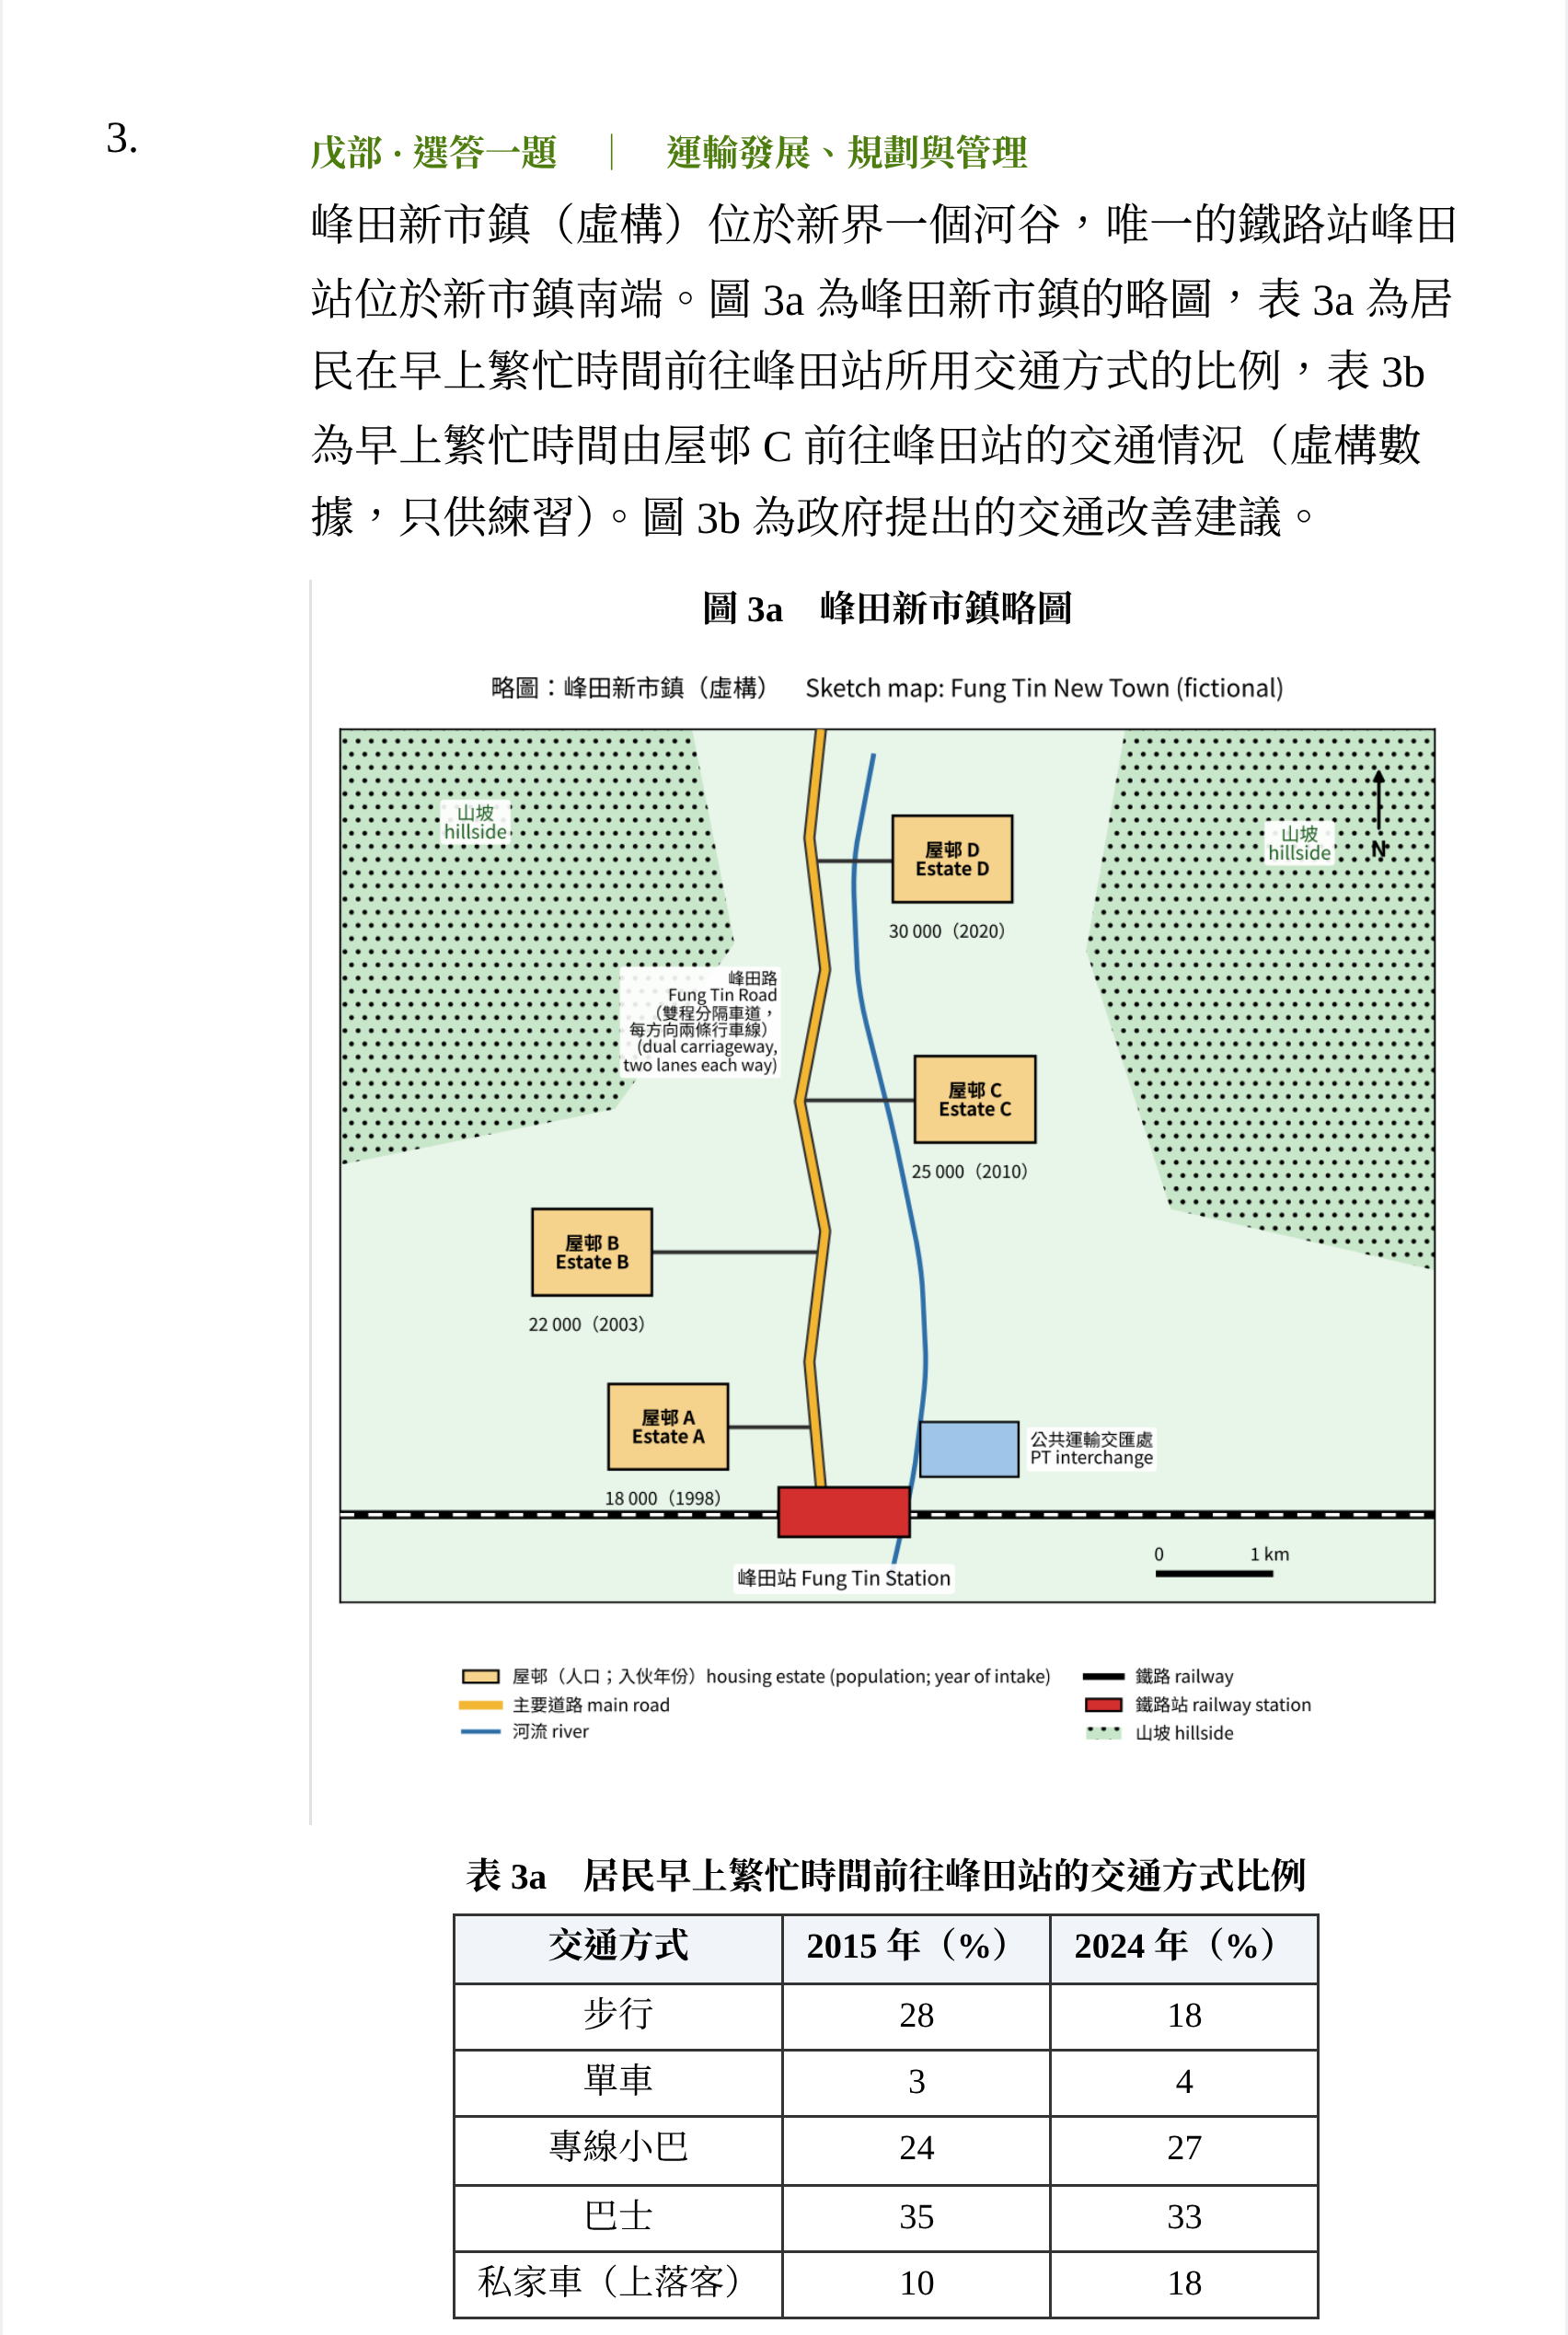 3.
戊部 · 選答一題 ｜ 運輸發展、規劃與管理
峰田新市鎮（虛構）位於新界一個河谷，唯一的鐵路站峰田
站位於新市鎮南端。圖 3a 為峰田新市鎮的略圖，表 3a 為居
民在早上繁忙時間前往峰田站所用交通方式的比例，表 3b
為早上繁忙時間由屋邨 C 前往峰田站的交通情況（虛構數
據，只供練習）。圖 3b 為政府提出的交通改善建議。
圖 3a 峰田新市鎮略圖
略圖：峰田新市鎮（虛構） Sketch map: Fung Tin New Town (fictional)
山坡
hillside
山坡
hillside
N
屋邨 D
Estate D
30 000（2020）
峰田路
Fung Tin Road
（雙程分隔車道，
每方向兩條行車線）
(dual carriageway,
two lanes each way)
屋邨 C
Estate C
25 000（2010）
屋邨 B
Estate B
22 000（2003）
屋邨 A
Estate A
18 000（1998）
公共運輸交匯處
PT interchange
0 1 km
峰田站 Fung Tin Station
屋邨（人口；入伙年份）housing estate (population; year of intake)
主要道路 main road
河流 river
鐵路 railway
鐵路站 railway station
山坡 hillside
表 3a 居民早上繁忙時間前往峰田站的交通方式比例
交通方式 2015 年（%） 2024 年（%）
步行 28 18
單車 3 4
專線小巴 24 27
巴士 35 33
私家車（上落客） 10 18